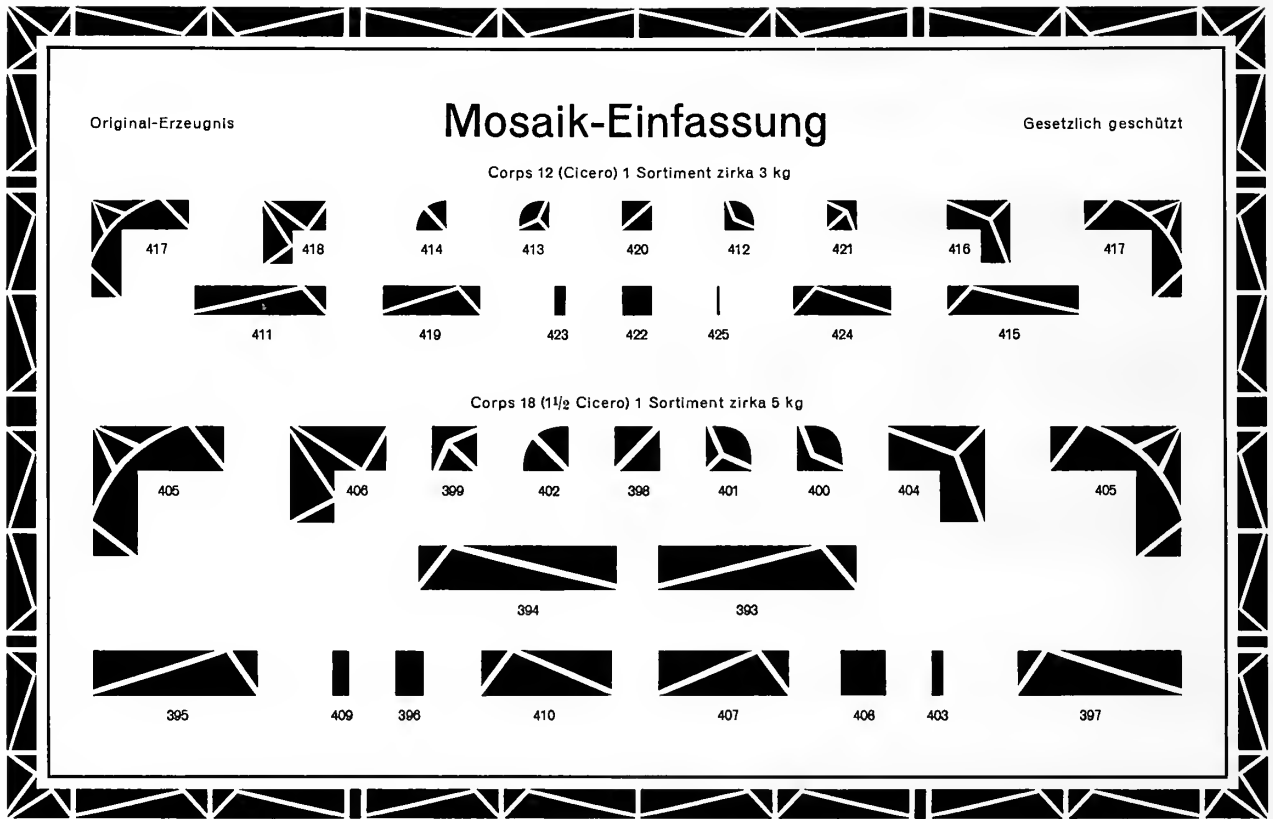 Original-Erzeugnis Mosaik-Einfassung Gesetzlich geschützt
Corps 12 (Cicero) 1 Sortiment zirka 3 kg
417 418 414 413 420 412 421 416 417
411 419 423 422 425 424 415
Corps 18 (1½ Cicero) 1 Sortiment zirka 5 kg
405 406 399 402 398 401 400 404 405
394 393
395 409 396 410 407 408 403 397